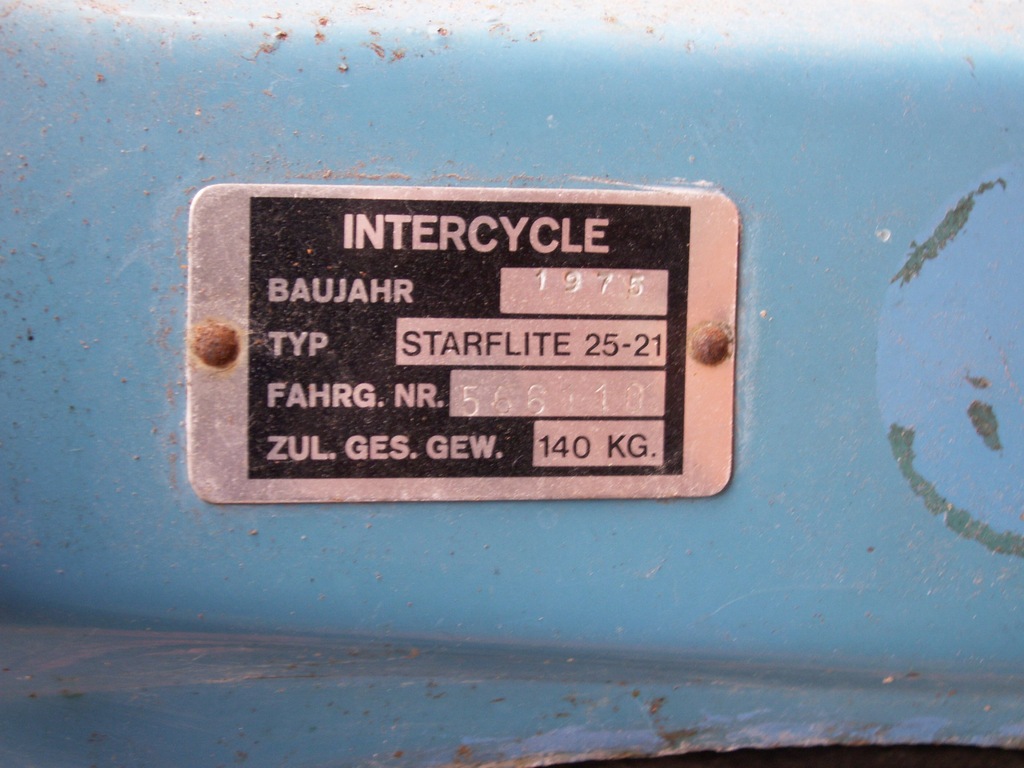 INTERCYCLE
BAUJAHR 1975
TYP STARFLITE 25-21
FAHRG. NR.
ZUL. GES. GEW. 140 KG.